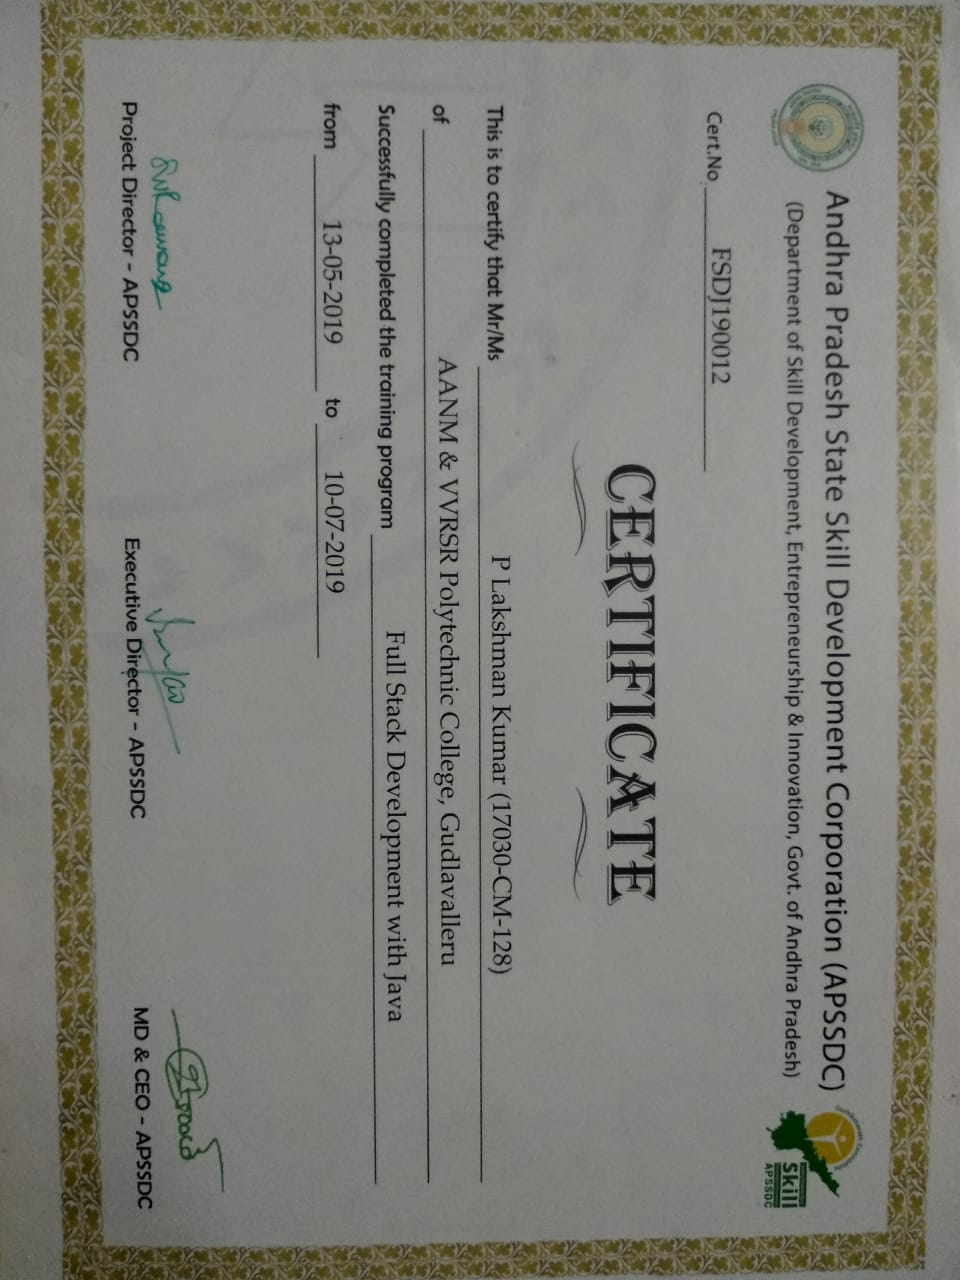 Andhra Pradesh State Skill Development Corporation (APSSDC)
(Department of Skill Development, Entrepreneurship & Innovation, Govt. of Andhra Pradesh)
Skill
APSSDC
Cert.No. FSDJ190012
CERTIFICATE
This is to certify that Mr/Ms P Lakshman Kumar (17030-CM-128)
of AANM & VVRSR Polytechnic College, Gudlavalleru
Successfully completed the training program Full Stack Development with Java
from 13-05-2019 to 10-07-2019
Project Director - APSSDC
Executive Director - APSSDC
MD & CEO - APSSDC